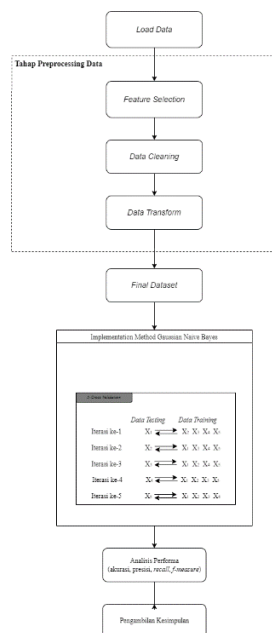 Load Data
Tahap Preprocessing Data
Feature Selection
Data Cleaning
Data Transform
Final Dataset
Implementation Method Gaussian Naive Bayes
Data Testing Data Training
Iterasi ke-1
Iterasi ke-2
Iterasi ke-3
Iterasi ke-4
Iterasi ke-5
Analisis Performa
(akurasi, presisi, recall, f-measure)
Pengambilan Kesimpulan